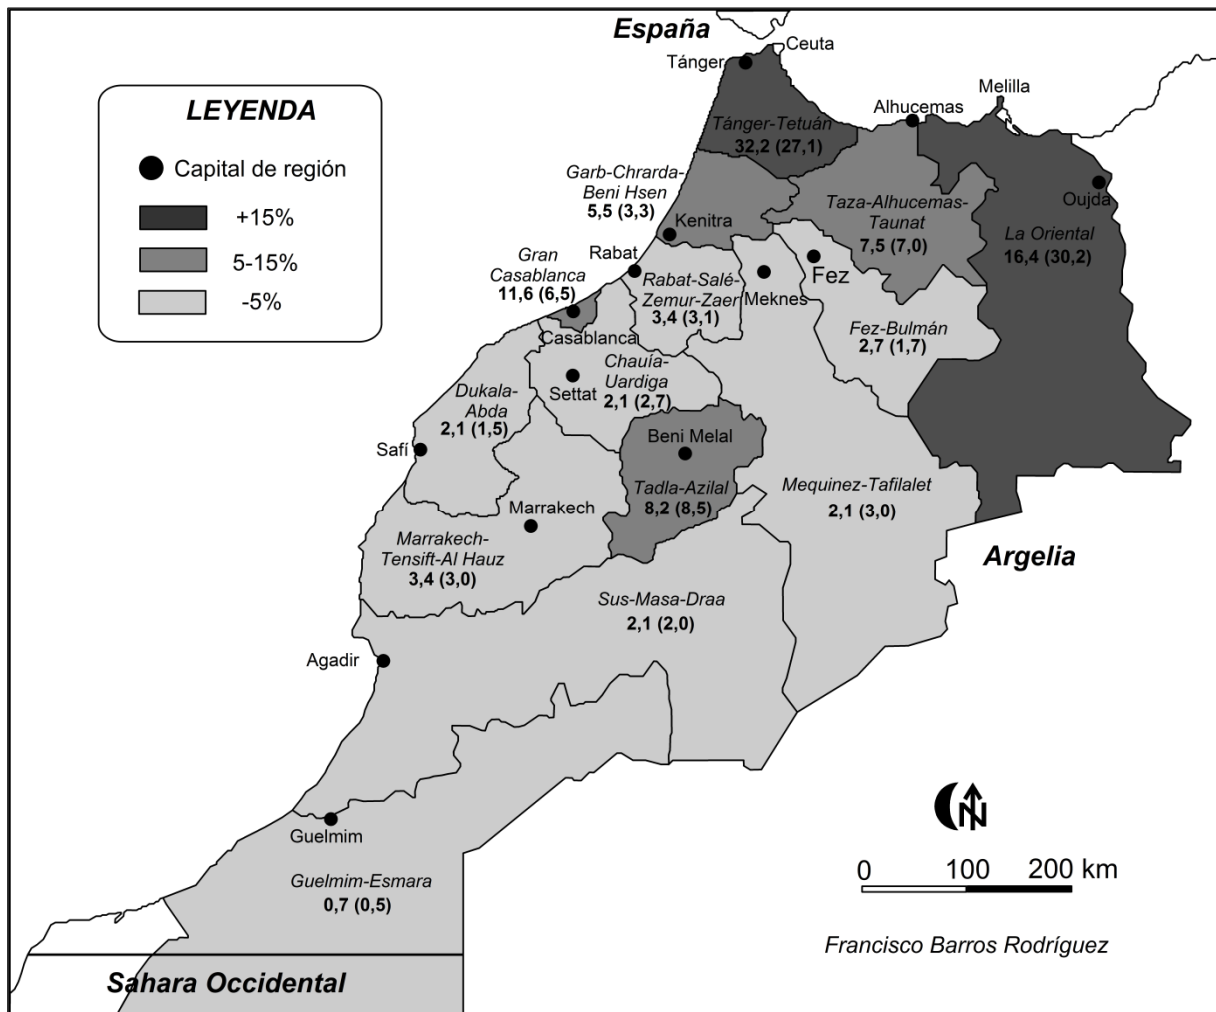 España
Ceuta
Tánger
Melilla
Alhucemas
LEYENDA
Capital de región
+15%
5-15%
-5%
Tánger-Tetuán
32,2 (27,1)
Garb-Chrarda-
Beni Hsen
5,5 (3,3)
Kenitra
Taza-Alhucemas-
Taunat
7,5 (7,0)
Oujda
La Oriental
16,4 (30,2)
Gran
Casablanca
11,6 (6,5)
Rabat
Rabat-Salé-
Zemur-Zaer
3,4 (3,1)
Meknes
Fez
Fez-Bulmán
2,7 (1,7)
Casablanca
Chauía-
Uardiga
2,1 (2,7)
Settat
Dukala-
Abda
2,1 (1,5)
Safí
Beni Melal
Tadla-Azilal
8,2 (8,5)
Mequinez-Tafilalet
2,1 (3,0)
Marrakech
Marrakech-
Tensift-Al Hauz
3,4 (3,0)
Argelia
Sus-Masa-Draa
2,1 (2,0)
Agadir
Guelmim
Guelmim-Esmara
0,7 (0,5)
N
0 100 200 km
Francisco Barros Rodríguez
Sahara Occidental